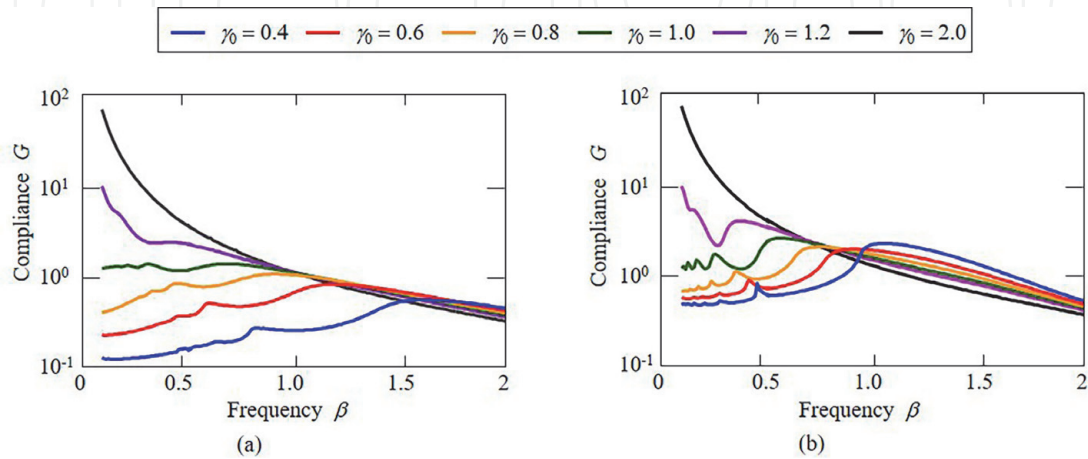 γ₀ = 0.4 γ₀ = 0.6 γ₀ = 0.8 γ₀ = 1.0 γ₀ = 1.2 γ₀ = 2.0
Compliance G
10²
10¹
10⁰
10⁻¹
0 0.5 1.0 1.5 2
Frequency β
(a)
Compliance G
10²
10¹
10⁰
10⁻¹
0 0.5 1.0 1.5 2
Frequency β
(b)